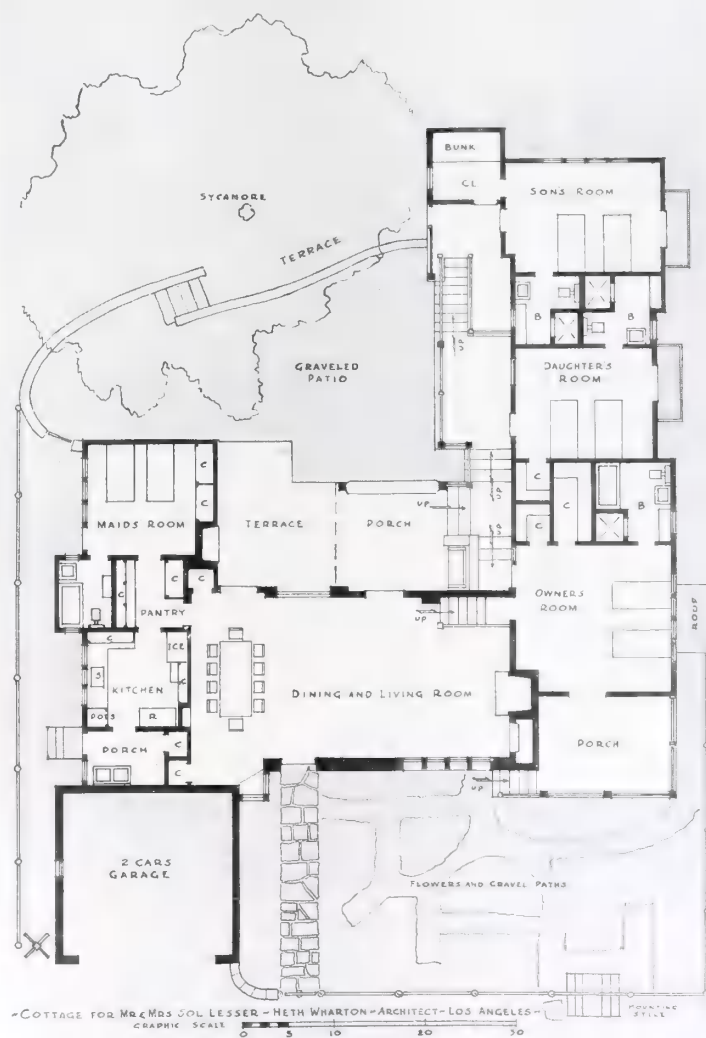 BUNK
CL
SONS ROOM
SYCAMORE
TERRACE
B
B
UP
GRAVELED
PATIO
DAUGHTER'S
ROOM
C
C
MAIDS ROOM
TERRACE
PORCH
UP
UP
UP
C
C
C
B
C
C
C
PANTRY
OWNERS
ROOM
ROOF
UP
C
ICE
S
C
KITCHEN
DINING AND LIVING ROOM
R
PORCH
C
C
PORCH
UP
2 CARS
GARAGE
FLOWERS AND GRAVEL PATHS
MOUNTING
STILE
-COTTAGE FOR MR & MRS SOL LESSER - HETH WHARTON - ARCHITECT - LOS ANGELES-
GRAPHIC SCALE
0 5 10 20 30